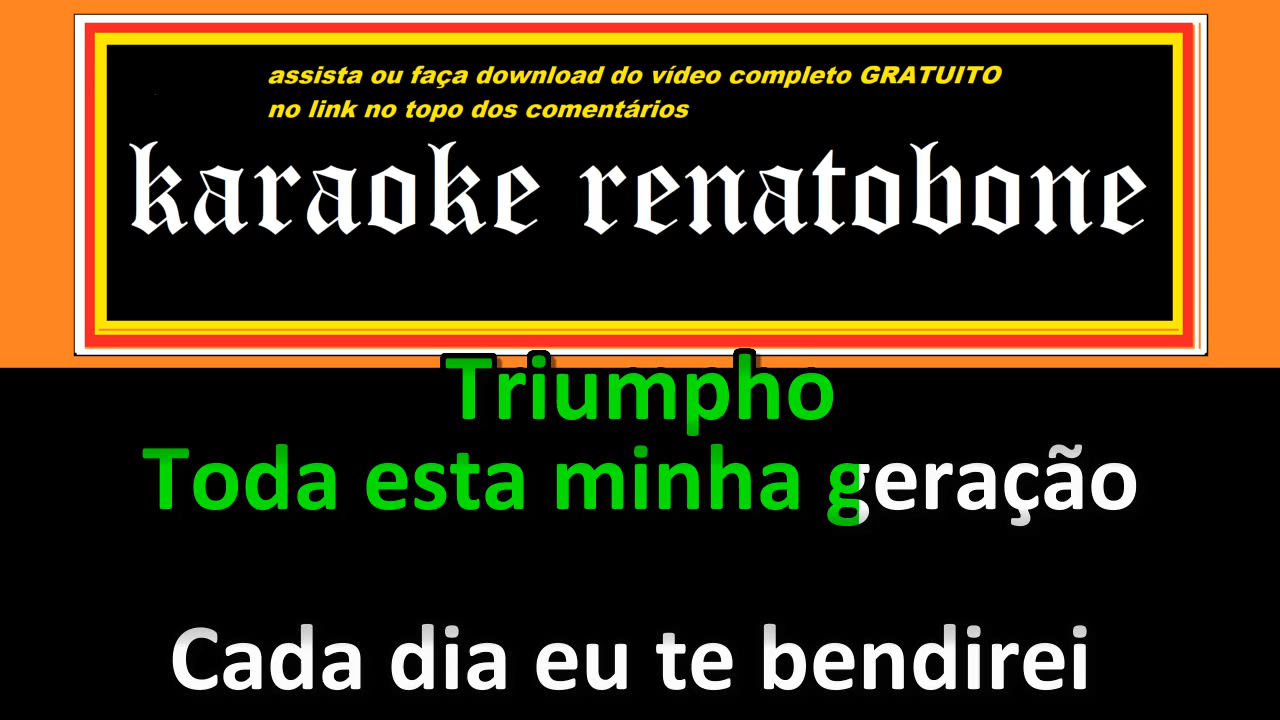 assista ou faça download do vídeo completo GRATUITO
no link no topo dos comentários
karaoke renatobone
Triumpho
Toda esta minha geração
Cada dia eu te bendirei